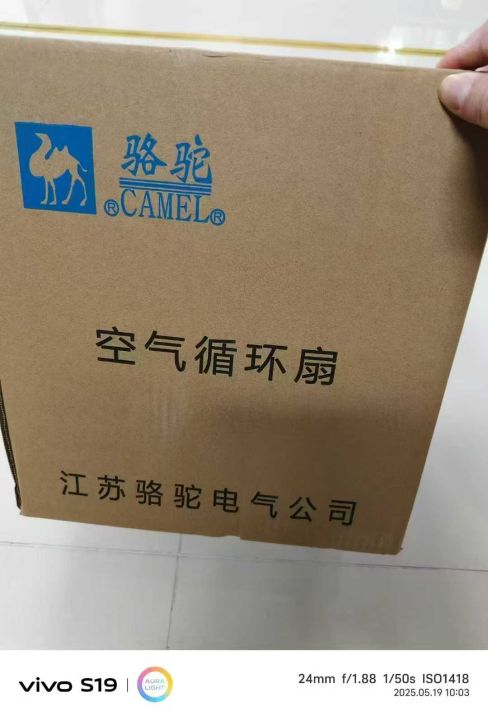 骆驼
®CAMEL®
空气循环扇
江苏骆驼电气公司
vivo S19 | AURA LIGHT
24mm f/1.88 1/50s ISO1418
2025.05.19 10:03